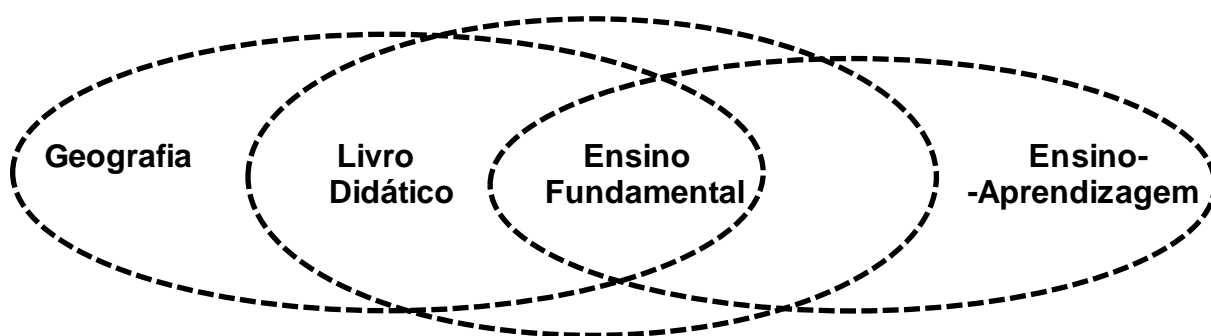 Geografia
Livro
Didático
Ensino
Fundamental
Ensino-
-Aprendizagem